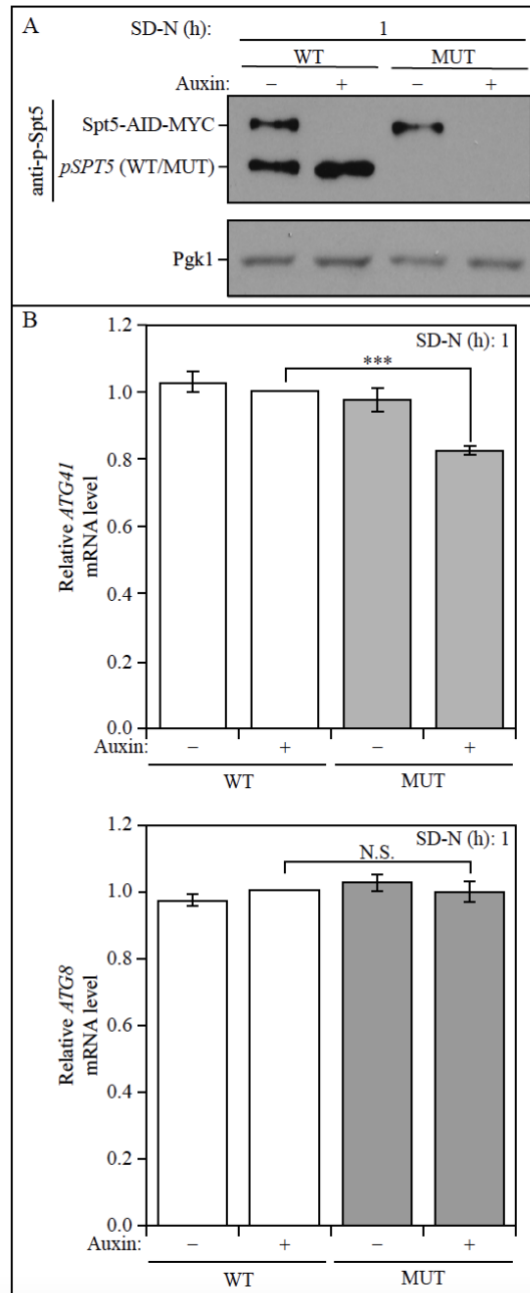 A
SD-N (h): 1
WT MUT
Auxin: − + − +
anti-p-Spt5
Spt5-AID-MYC
pSPT5 (WT/MUT)
Pgk1
B
SD-N (h): 1
***
Relative ATG41
mRNA level
1.2
1.0
0.8
0.6
0.4
0.2
0.0
Auxin: − + − +
WT MUT
SD-N (h): 1
N.S.
Relative ATG8
mRNA level
1.2
1.0
0.8
0.6
0.4
0.2
0.0
Auxin: − + − +
WT MUT